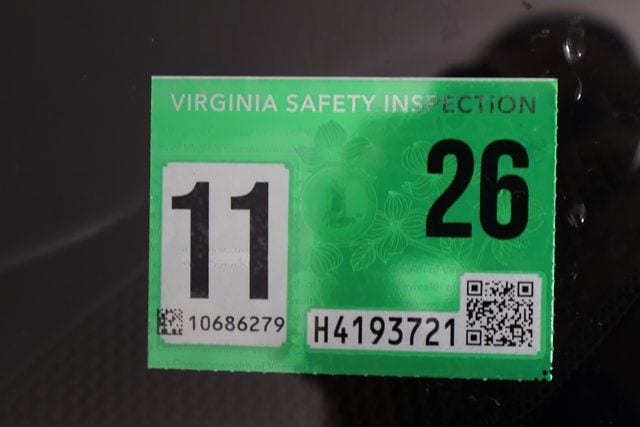 VIRGINIA SAFETY INSPECTION
26
11
10686279
H4193721